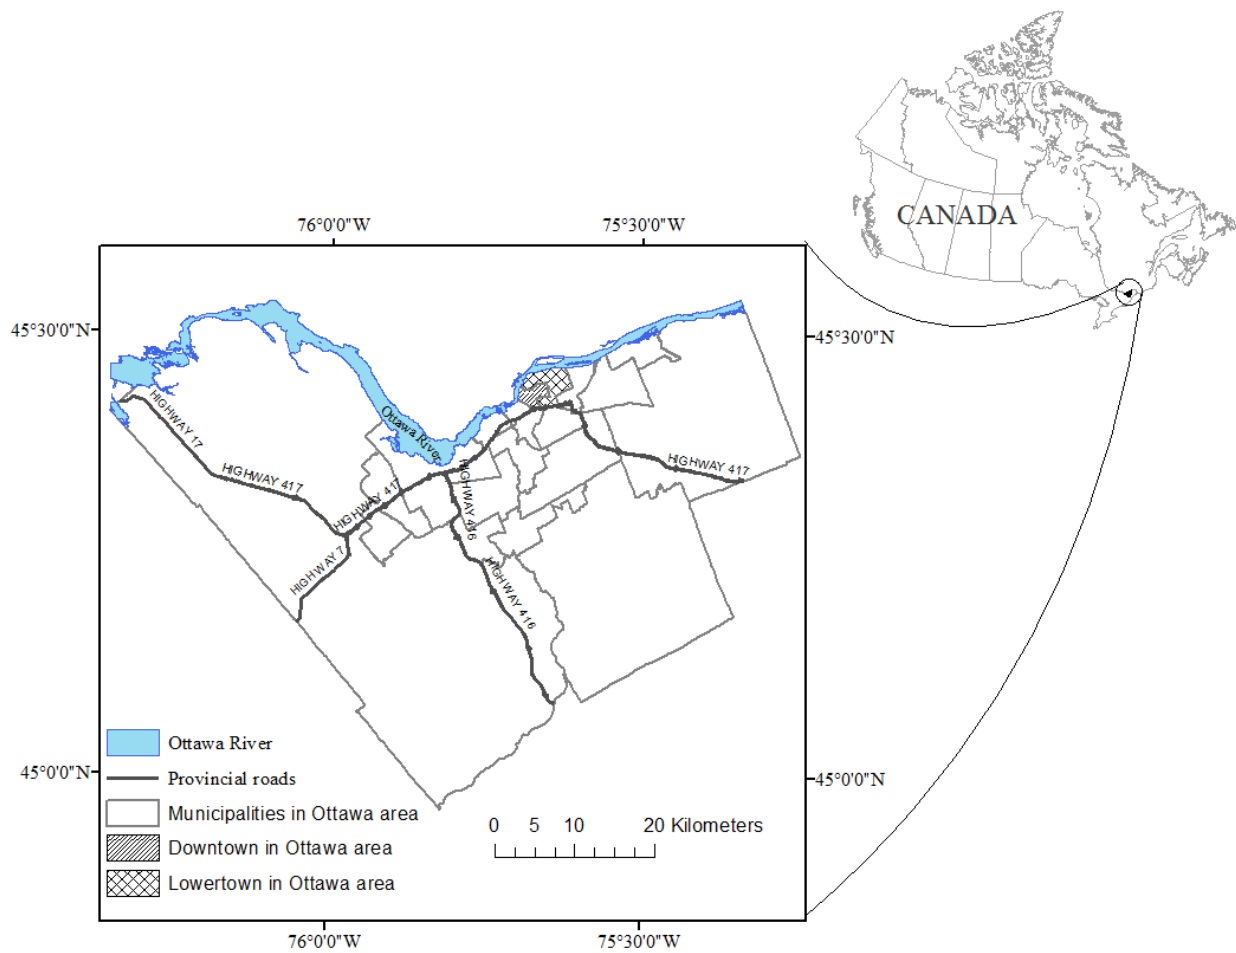 CANADA
76°0'0"W
75°30'0"W
45°30'0"N
45°30'0"N
HIGHWAY 17
Ottawa River
HIGHWAY 417
HIGHWAY 417
HIGHWAY 417
HIGHWAY 416
HIGHWAY 7
HIGHWAY 416
Ottawa River
Provincial roads
Municipalities in Ottawa area
Downtown in Ottawa area
Lowertown in Ottawa area
0 5 10 20 Kilometers
45°0'0"N
45°0'0"N
76°0'0"W
75°30'0"W